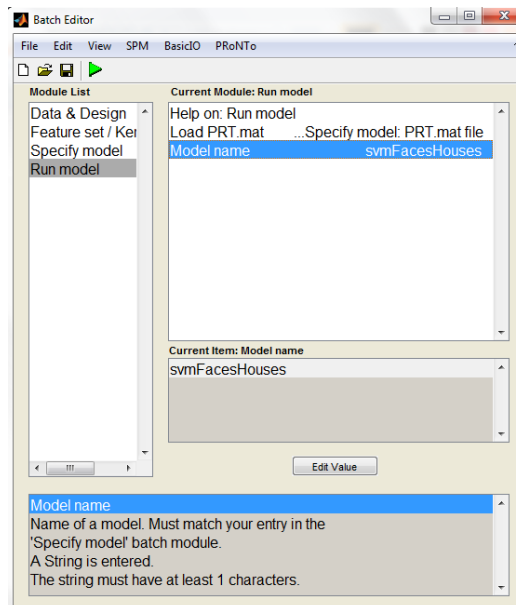 Batch Editor
File Edit View SPM BasicIO PRoNTo
Module List
Data & Design
Feature set / Ker
Specify model
Run model
Current Module: Run model
Help on: Run model
Load PRT.mat ...Specify model: PRT.mat file
Model name svmFacesHouses
Current Item: Model name
svmFacesHouses
Edit Value
Model name
Name of a model. Must match your entry in the
'Specify model' batch module.
A String is entered.
The string must have at least 1 characters.